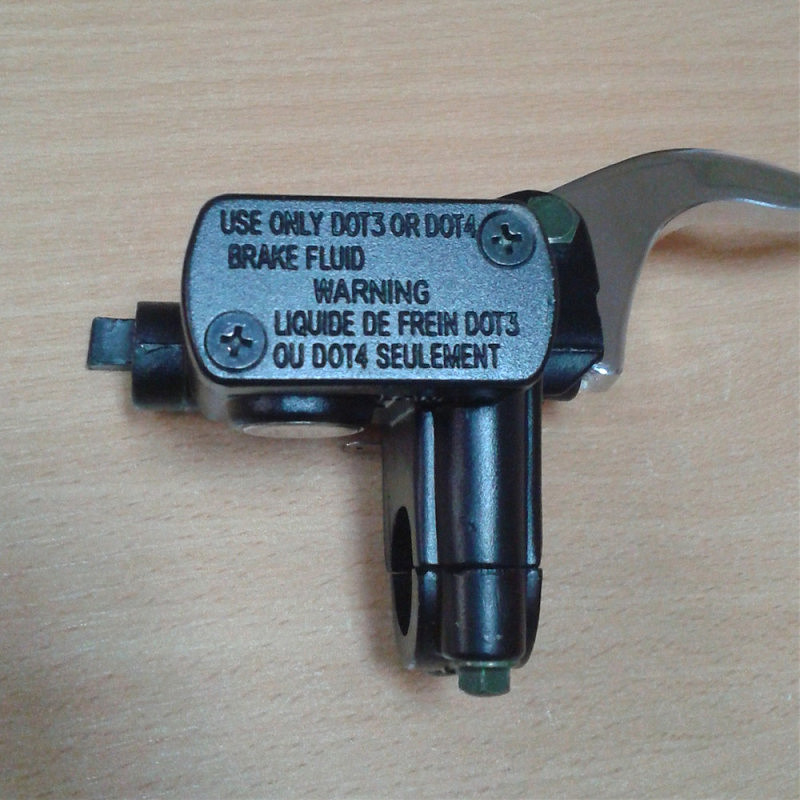 USE ONLY DOT3 OR DOT4
BRAKE FLUID
WARNING
LIQUIDE DE FREIN DOT3
OU DOT4 SEULEMENT